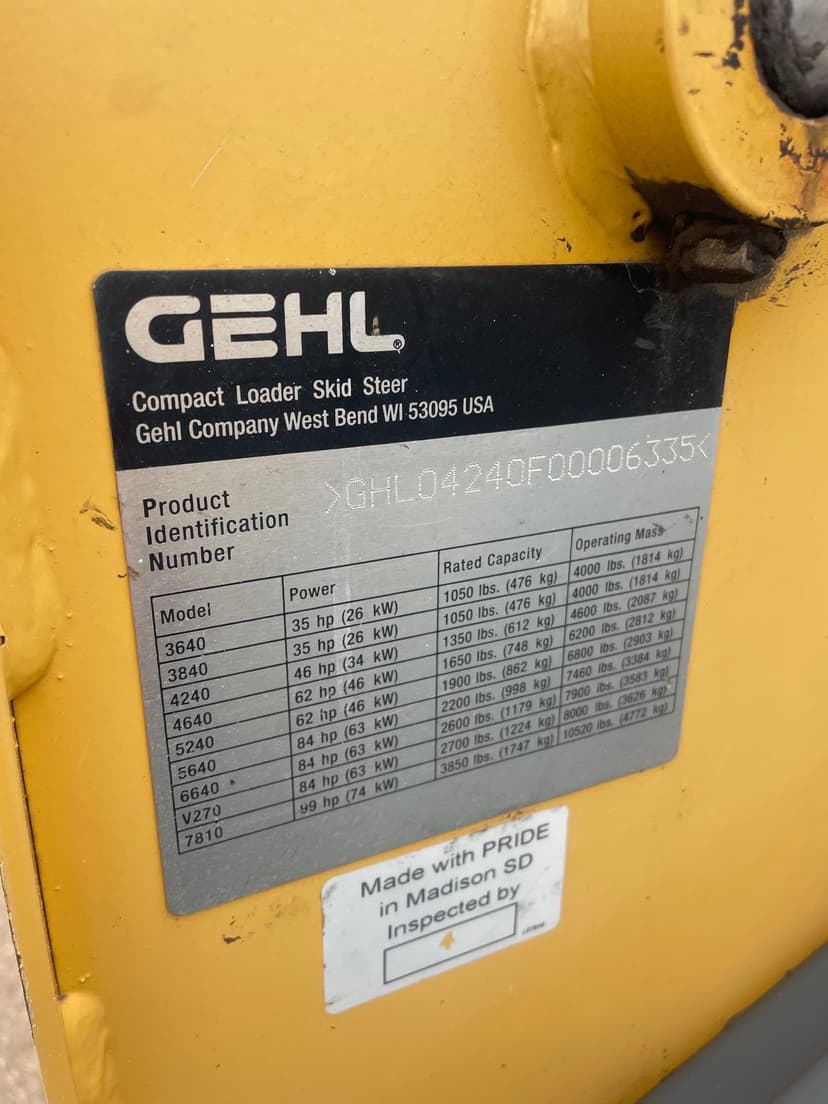 GEHL®
Compact Loader Skid Steer
Gehl Company West Bend WI 53095 USA
Product
Identification
Number
>GHL04240F00006335<
Model Power Rated Capacity Operating Mass
3640 35 hp (26 kW) 1050 lbs. (476 kg) 4000 lbs. (1814 kg)
3840 35 hp (26 kW) 1050 lbs. (476 kg) 4000 lbs. (1814 kg)
4240 46 hp (34 kW) 1350 lbs. (612 kg) 4600 lbs. (2087 kg)
4640 62 hp (46 kW) 1650 lbs. (748 kg) 6200 lbs. (2812 kg)
5240 62 hp (46 kW) 1900 lbs. (862 kg) 6800 lbs. (2903 kg)
5640 84 hp (63 kW) 2200 lbs. (998 kg) 7460 lbs. (3384 kg)
6640 84 hp (63 kW) 2600 lbs. (1179 kg) 7900 lbs. (3583 kg)
V270 84 hp (63 kW) 2700 lbs. (1224 kg) 8000 lbs. (3626 kg)
7810 99 hp (74 kW) 3850 lbs. (1747 kg) 10520 lbs. (4772 kg)
Made with PRIDE
in Madison SD
Inspected by
4